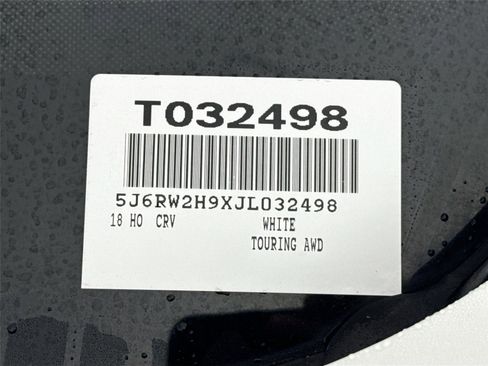 T032498
5J6RW2H9XJL032498
18 HO CRV WHITE
TOURING AWD